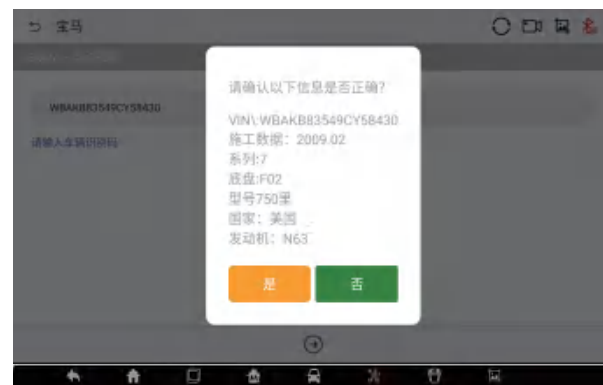 宝马
请确认以下信息是否正确?
VIN\:WBAKB83549CY58430
施工数据：2009.02
系列:7
底盘:F02
型号750里
国家：美国
发动机：N63
WBAKB83549CY58430
请输入车辆识别码
是
否